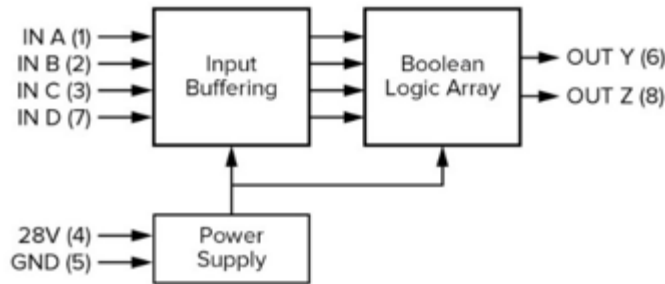 IN A (1)
IN B (2)
IN C (3)
IN D (7)
Input
Buffering
Boolean
Logic Array
OUT Y (6)
OUT Z (8)
28V (4)
GND (5)
Power
Supply